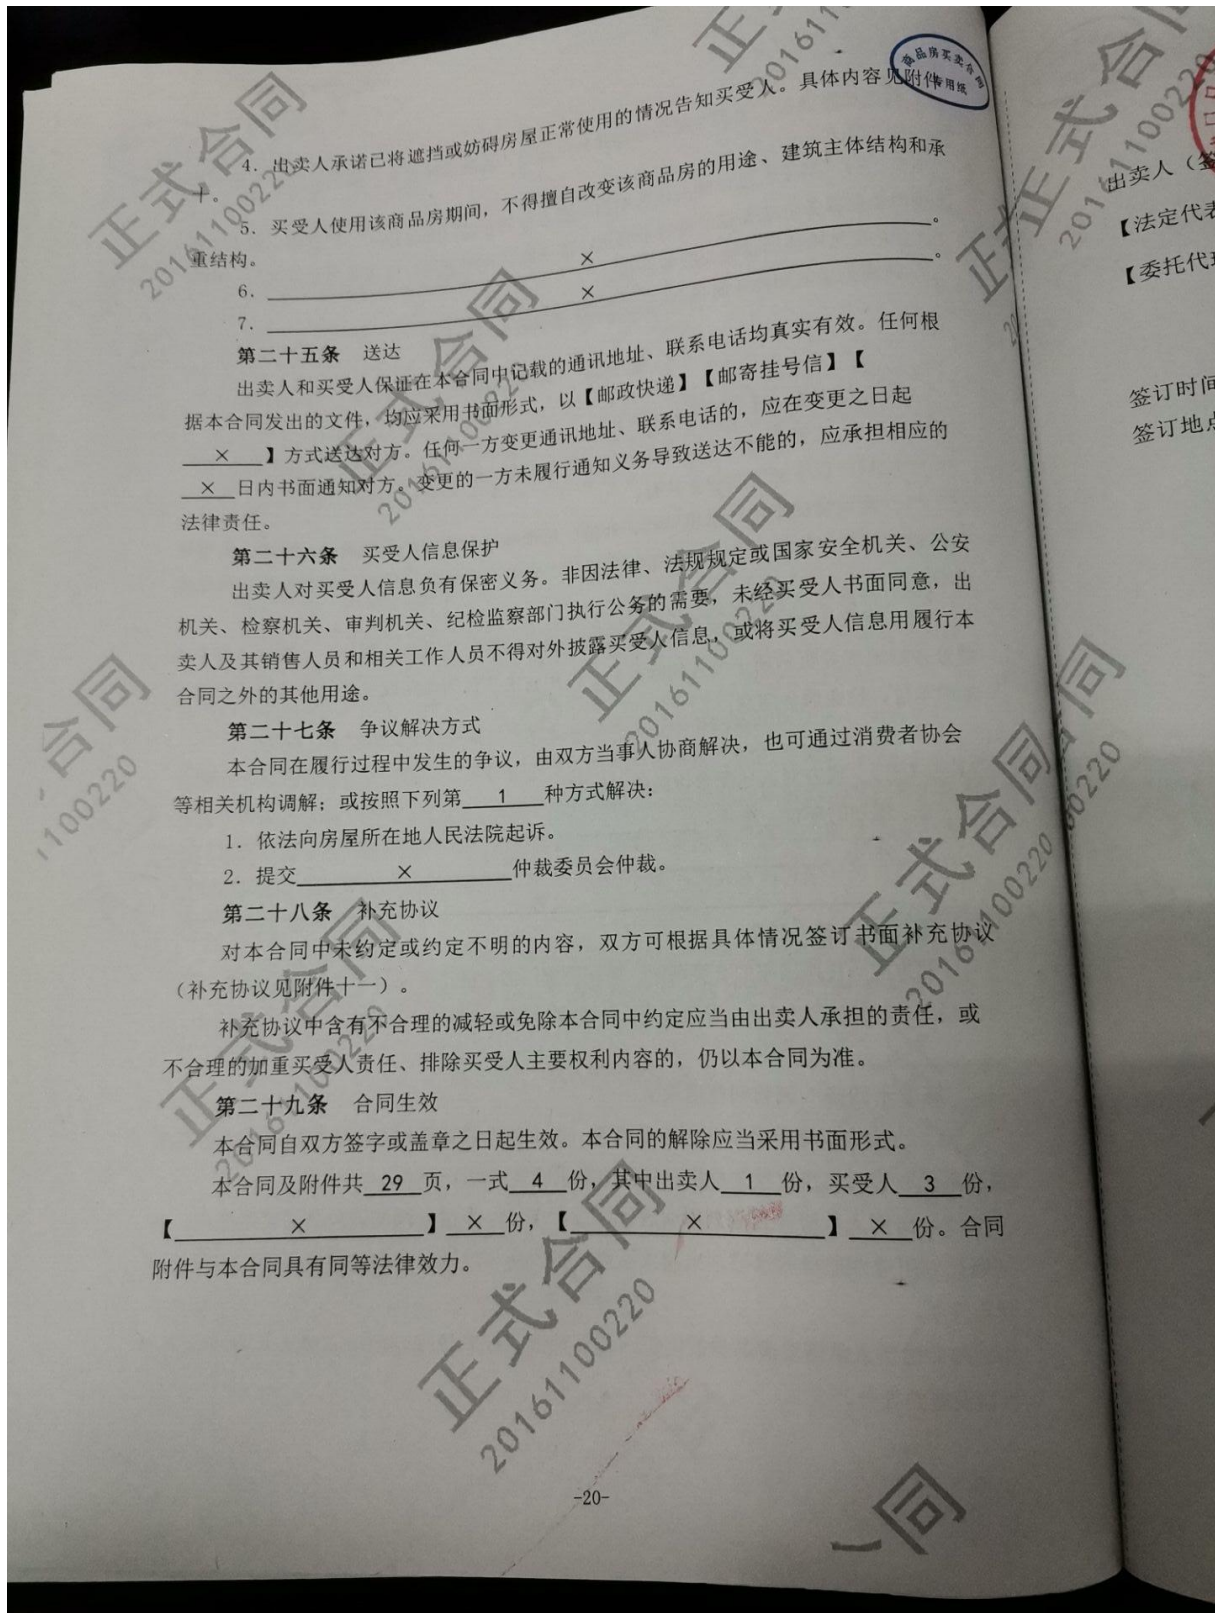 商品房买卖合同
专用纸
4. 出卖人承诺已将遮挡或妨碍房屋正常使用的情况告知买受人。具体内容见附件
十。
5. 买受人使用该商品房期间，不得擅自改变该商品房的用途、建筑主体结构和承
重结构。
6. ×。
7. ×。
第二十五条 送达
出卖人和买受人保证在本合同中记载的通讯地址、联系电话均真实有效。任何根
据本合同发出的文件，均应采用书面形式，以【邮政快递】【邮寄挂号信】【
×】方式送达对方。任何一方变更通讯地址、联系电话的，应在变更之日起
×日内书面通知对方。变更的一方未履行通知义务导致送达不能的，应承担相应的
法律责任。
第二十六条 买受人信息保护
出卖人对买受人信息负有保密义务。非因法律、法规规定或国家安全机关、公安
机关、检察机关、审判机关、纪检监察部门执行公务的需要，未经买受人书面同意，出
卖人及其销售人员和相关工作人员不得对外披露买受人信息，或将买受人信息用履行本
合同之外的其他用途。
第二十七条 争议解决方式
本合同在履行过程中发生的争议，由双方当事人协商解决，也可通过消费者协会
等相关机构调解；或按照下列第 1 种方式解决：
1. 依法向房屋所在地人民法院起诉。
2. 提交 × 仲裁委员会仲裁。
第二十八条 补充协议
对本合同中未约定或约定不明的内容，双方可根据具体情况签订书面补充协议
（补充协议见附件十一）。
补充协议中含有不合理的减轻或免除本合同中约定应当由出卖人承担的责任，或
不合理的加重买受人责任、排除买受人主要权利内容的，仍以本合同为准。
第二十九条 合同生效
本合同自双方签字或盖章之日起生效。本合同的解除应当采用书面形式。
本合同及附件共 29 页，一式 4 份，其中出卖人 1 份，买受人 3 份，
【 × 】 × 份，【 × 】 × 份。合同
附件与本合同具有同等法律效力。
-20-
出卖人（签
【法定代表
【委托代理
签订时间
签订地点
正式合同
20161100220